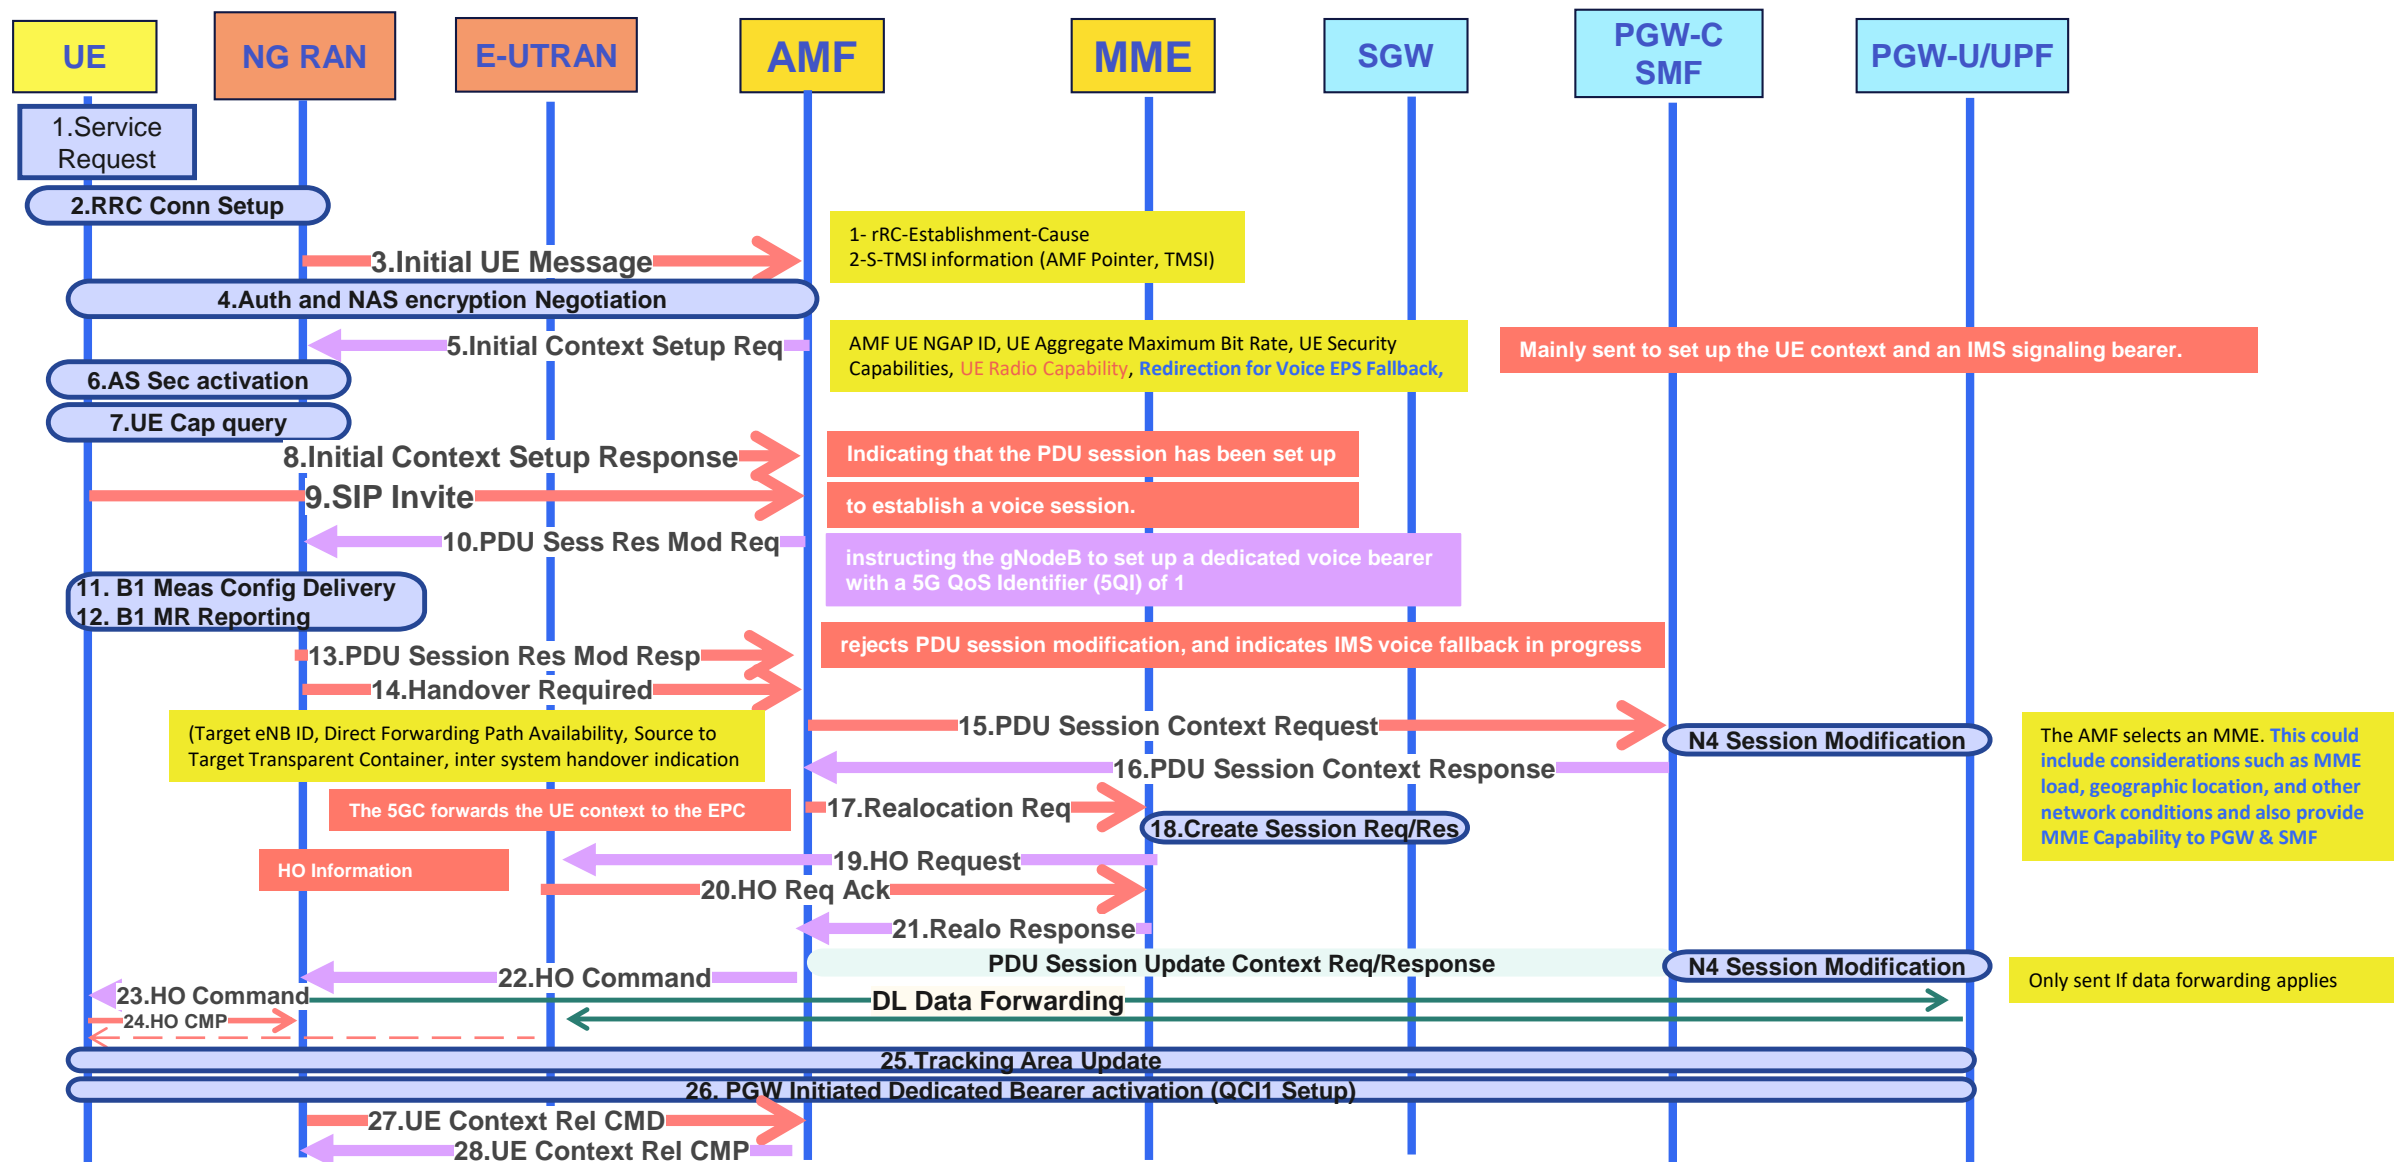 UE
NG RAN
E-UTRAN
AMF
MME
SGW
PGW-C
SMF
PGW-U/UPF
1.Service
Request
2.RRC Conn Setup
1- rRC-Establishment-Cause
2-S-TMSI information (AMF Pointer, TMSI)
3.Initial UE Message
4.Auth and NAS encryption Negotiation
5.Initial Context Setup Req
AMF UE NGAP ID, UE Aggregate Maximum Bit Rate, UE Security
Capabilities, UE Radio Capability, Redirection for Voice EPS Fallback,
Mainly sent to set up the UE context and an IMS signaling bearer.
6.AS Sec activation
7.UE Cap query
8.Initial Context Setup Response
Indicating that the PDU session has been set up
9.SIP Invite
to establish a voice session.
10.PDU Sess Res Mod Req
instructing the gNodeB to set up a dedicated voice bearer
with a 5G QoS Identifier (5QI) of 1
11. B1 Meas Config Delivery
12. B1 MR Reporting
13.PDU Session Res Mod Resp
rejects PDU session modification, and indicates IMS voice fallback in progress
14.Handover Required
(Target eNB ID, Direct Forwarding Path Availability, Source to
Target Transparent Container, inter system handover indication
15.PDU Session Context Request
N4 Session Modification
16.PDU Session Context Response
The AMF selects an MME. This could
include considerations such as MME
load, geographic location, and other
network conditions and also provide
MME Capability to PGW & SMF
The 5GC forwards the UE context to the EPC
17.Realocation Req
18.Create Session Req/Res
HO Information
19.HO Request
20.HO Req Ack
21.Realo Response
PDU Session Update Context Req/Response
N4 Session Modification
22.HO Command
Only sent If data forwarding applies
23.HO Command
DL Data Forwarding
24.HO CMP
25.Tracking Area Update
26. PGW Initiated Dedicated Bearer activation (QCI1 Setup)
27.UE Context Rel CMD
28.UE Context Rel CMP